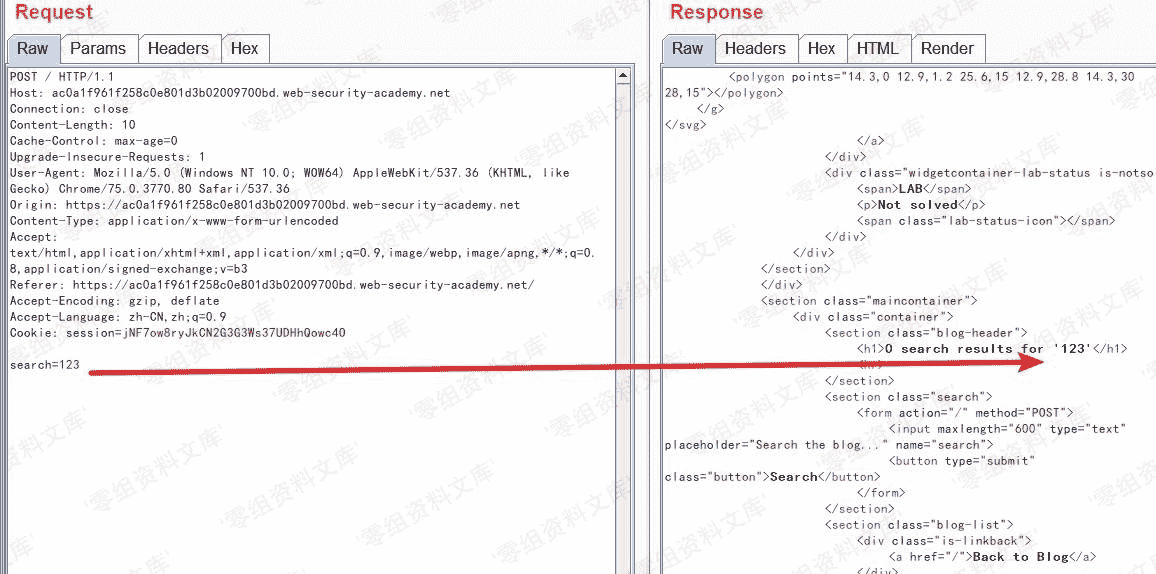 Request
Raw Params Headers Hex
POST / HTTP/1.1
Host: ac0a1f961f258c0e801d3b02009700bd.web-security-academy.net
Connection: close
Content-Length: 10
Cache-Control: max-age=0
Upgrade-Insecure-Requests: 1
User-Agent: Mozilla/5.0 (Windows NT 10.0; WOW64) AppleWebKit/537.36 (KHTML, like
Gecko) Chrome/75.0.3770.80 Safari/537.36
Origin: https://ac0a1f961f258c0e801d3b02009700bd.web-security-academy.net
Content-Type: application/x-www-form-urlencoded
Accept:
text/html,application/xhtml+xml,application/xml;q=0.9,image/webp,image/apng,*/*;q=0.
8,application/signed-exchange;v=b3
Referer: https://ac0a1f961f258c0e801d3b02009700bd.web-security-academy.net/
Accept-Encoding: gzip, deflate
Accept-Language: zh-CN,zh;q=0.9
Cookie: session=jNF7ow8ryJkCN2G3G3Ws37UDHhQowc4O
search=123
Response
Raw Headers Hex HTML Render
<polygon points="14.3,0 12.9,1.2 25.6,15 12.9,28.8 14.3,30
28,15"></polygon>
</g>
</svg>
</a>
</div>
<div class="widgetcontainer-lab-status is-notso
<span>LAB</span>
<p>Not solved</p>
<span class="lab-status-icon"></span>
</div>
</div>
</section>
</div>
<section class="maincontainer">
<div class="container">
<section class="blog-header">
<h1>0 search results for '123'</h1>
</section>
<section class="search">
<form action="/" method="POST">
<input maxlength="600" type="text"
placeholder="Search the blog..." name="search">
<button type="submit"
class="button">Search</button>
</form>
</section>
<section class="blog-list">
<div class="is-linkback">
<a href="/">Back to Blog</a>
</div>
'零组资料文库'